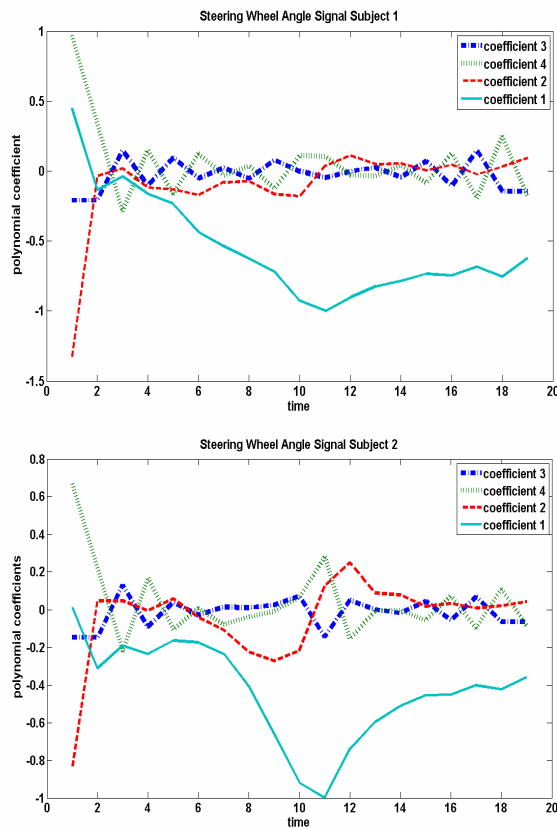 Steering Wheel Angle Signal Subject 1
polynomial coefficient
1
0.5
0
-0.5
-1
-1.5
coefficient 3
coefficient 4
coefficient 2
coefficient 1
0 2 4 6 8 10 12 14 16 18 20
time
Steering Wheel Angle Signal Subject 2
polynomial coefficients
0.8
0.6
0.4
0.2
0
-0.2
-0.4
-0.6
-0.8
-1
coefficient 3
coefficient 4
coefficient 2
coefficient 1
0 2 4 6 8 10 12 14 16 18 20
time